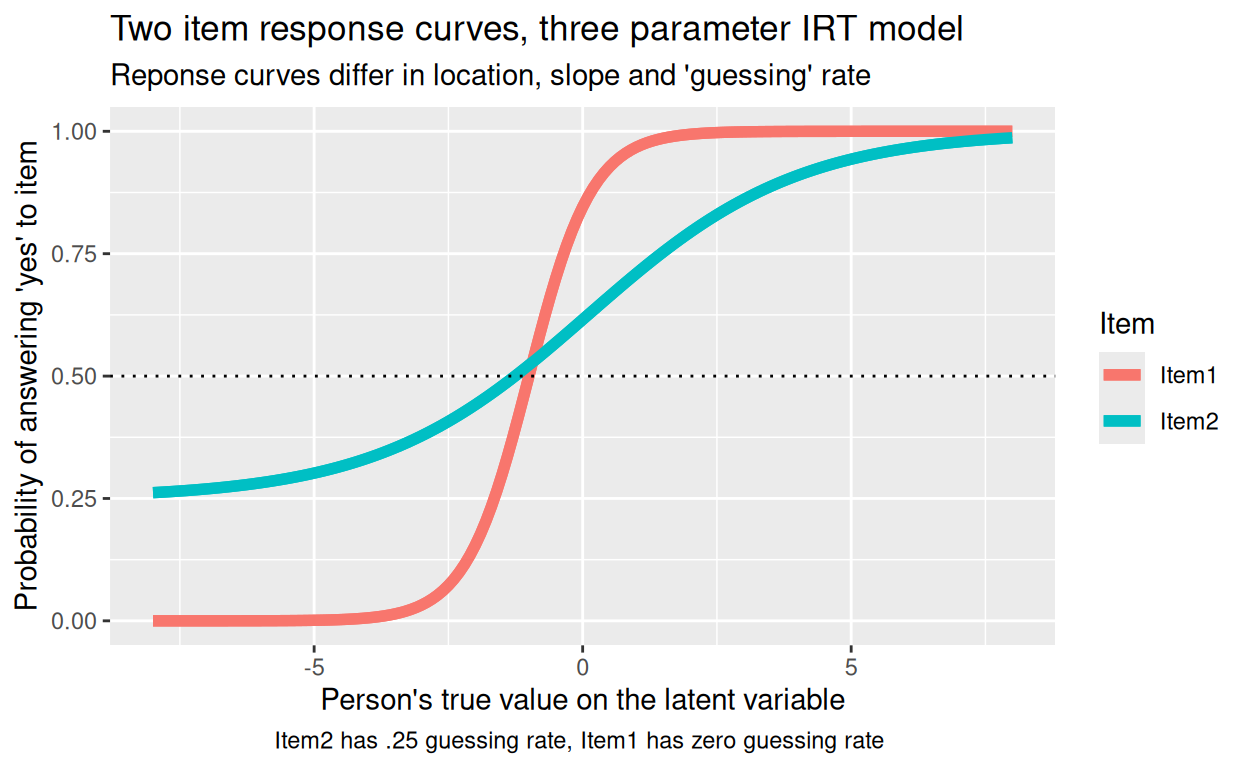 Two item response curves, three parameter IRT model
Reponse curves differ in location, slope and 'guessing' rate
Probability of answering 'yes' to item
1.00
0.75
0.50
0.25
0.00
-5
0
5
Person's true value on the latent variable
Item2 has .25 guessing rate, Item1 has zero guessing rate
Item
Item1
Item2